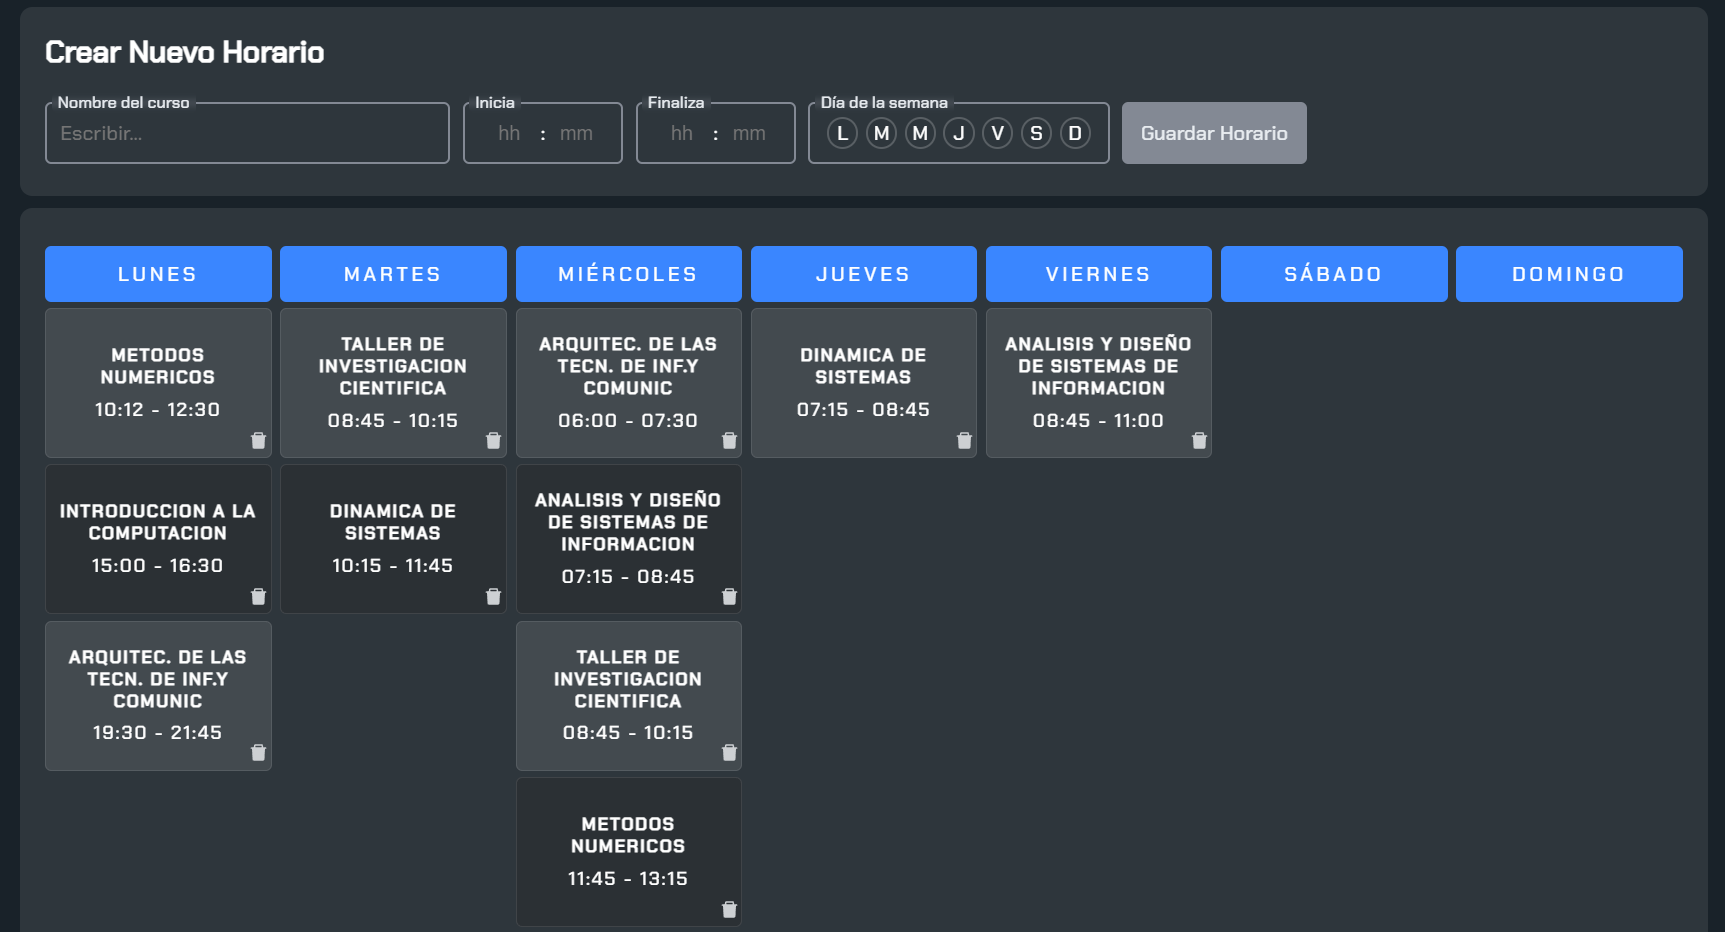 Crear Nuevo Horario
Nombre del curso
Escribir...
Inicia
hh : mm
Finaliza
hh : mm
Día de la semana
L M M J V S D
Guardar Horario
LUNES
METODOS
NUMERICOS
10:12 - 12:30
INTRODUCCION A LA
COMPUTACION
15:00 - 16:30
ARQUITEC. DE LAS
TECN. DE INF.Y
COMUNIC
19:30 - 21:45
MARTES
TALLER DE
INVESTIGACION
CIENTIFICA
08:45 - 10:15
DINAMICA DE
SISTEMAS
10:15 - 11:45
MIÉRCOLES
ARQUITEC. DE LAS
TECN. DE INF.Y
COMUNIC
06:00 - 07:30
ANALISIS Y DISEÑO
DE SISTEMAS DE
INFORMACION
07:15 - 08:45
TALLER DE
INVESTIGACION
CIENTIFICA
08:45 - 10:15
METODOS
NUMERICOS
11:45 - 13:15
JUEVES
DINAMICA DE
SISTEMAS
07:15 - 08:45
VIERNES
ANALISIS Y DISEÑO
DE SISTEMAS DE
INFORMACION
08:45 - 11:00
SÁBADO
DOMINGO